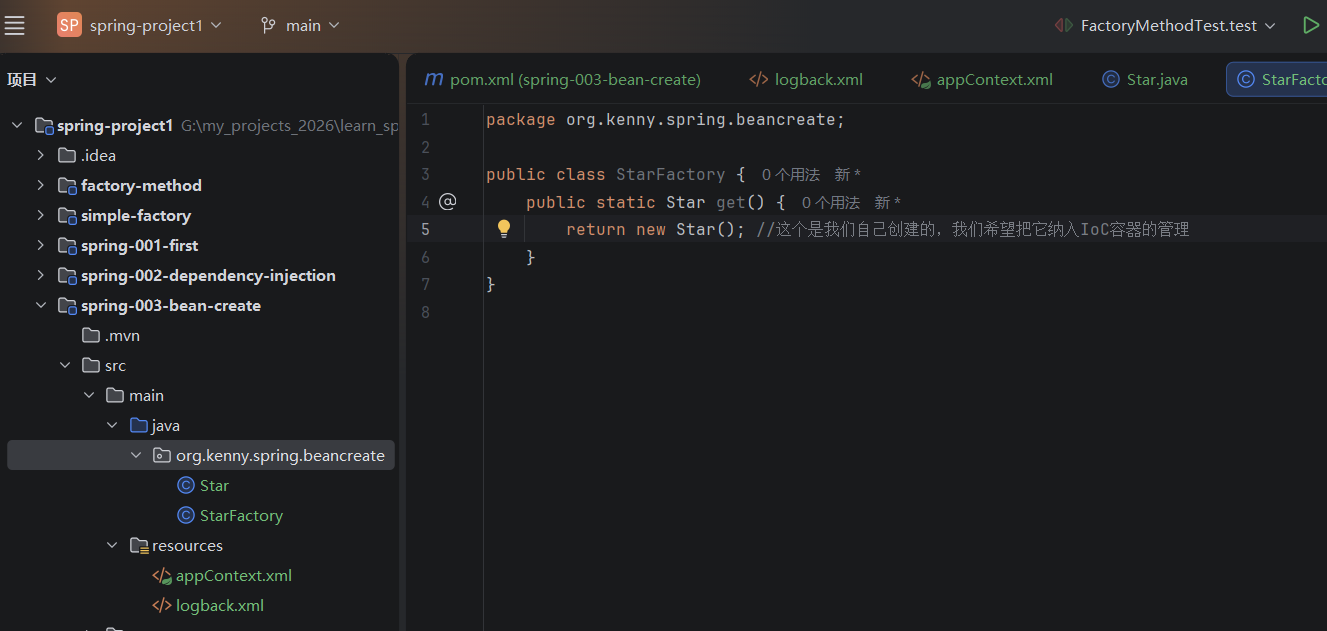 SP spring-project1 main FactoryMethodTest.test
项目
pom.xml (spring-003-bean-create) logback.xml appContext.xml Star.java StarFacto
spring-project1 G:\my_projects_2026\learn_sp
.idea
factory-method
simple-factory
spring-001-first
spring-002-dependency-injection
spring-003-bean-create
.mvn
src
main
java
org.kenny.spring.beancreate
Star
StarFactory
resources
appContext.xml
logback.xml
1 package org.kenny.spring.beancreate;
2
3 public class StarFactory { 0个用法 新 *
4 @ public static Star get() { 0个用法 新 *
5 return new Star(); //这个是我们自己创建的，我们希望把它纳入IoC容器的管理
6 }
7 }
8